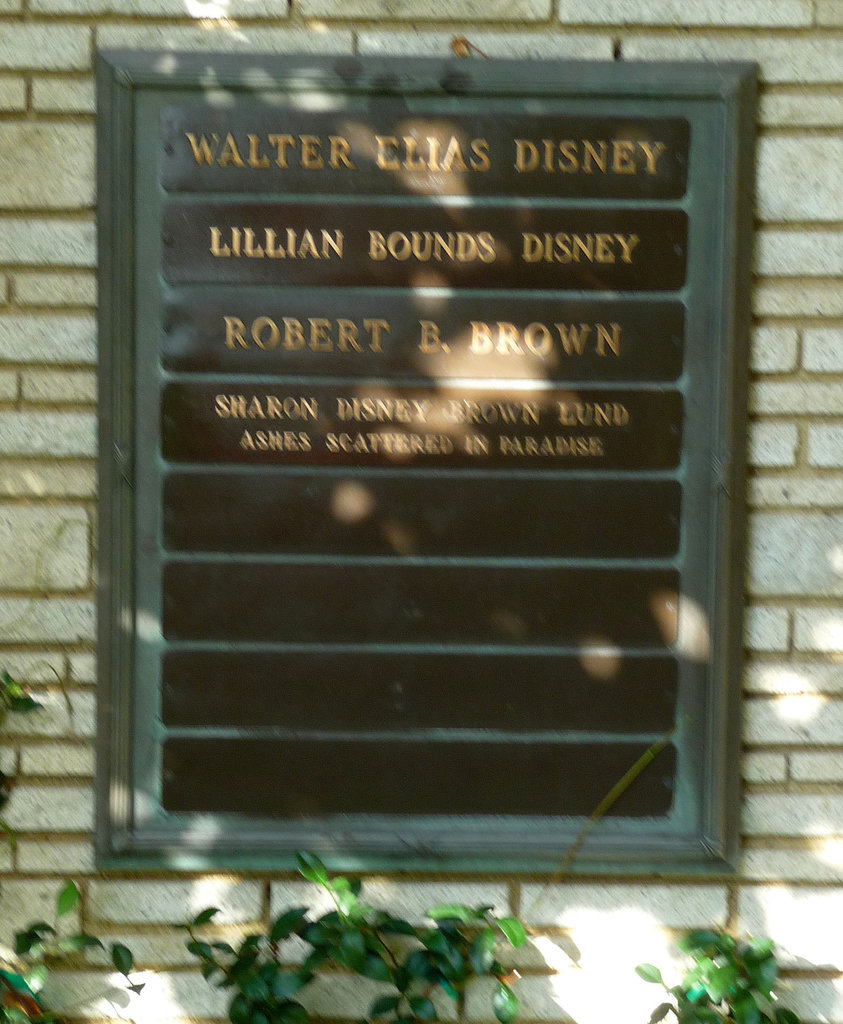 WALTER ELIAS DISNEY
LILLIAN BOUNDS DISNEY
ROBERT B. BROWN
SHARON DISNEY BROWN LUND
ASHES SCATTERED IN PARADISE